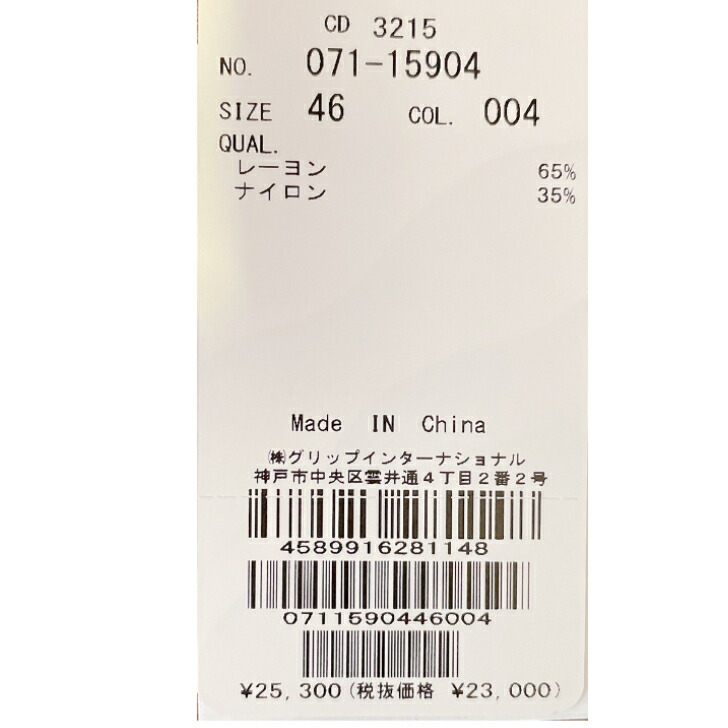 CD 3215
NO. 071-15904
SIZE 46 COL. 004
QUAL.
レーヨン 65%
ナイロン 35%
Made IN China
㈱グリップインターナショナル
神戸市中央区雲井通4丁目2番2号
4589916281148
0711590446004
¥25,300(税抜価格 ¥23,000)